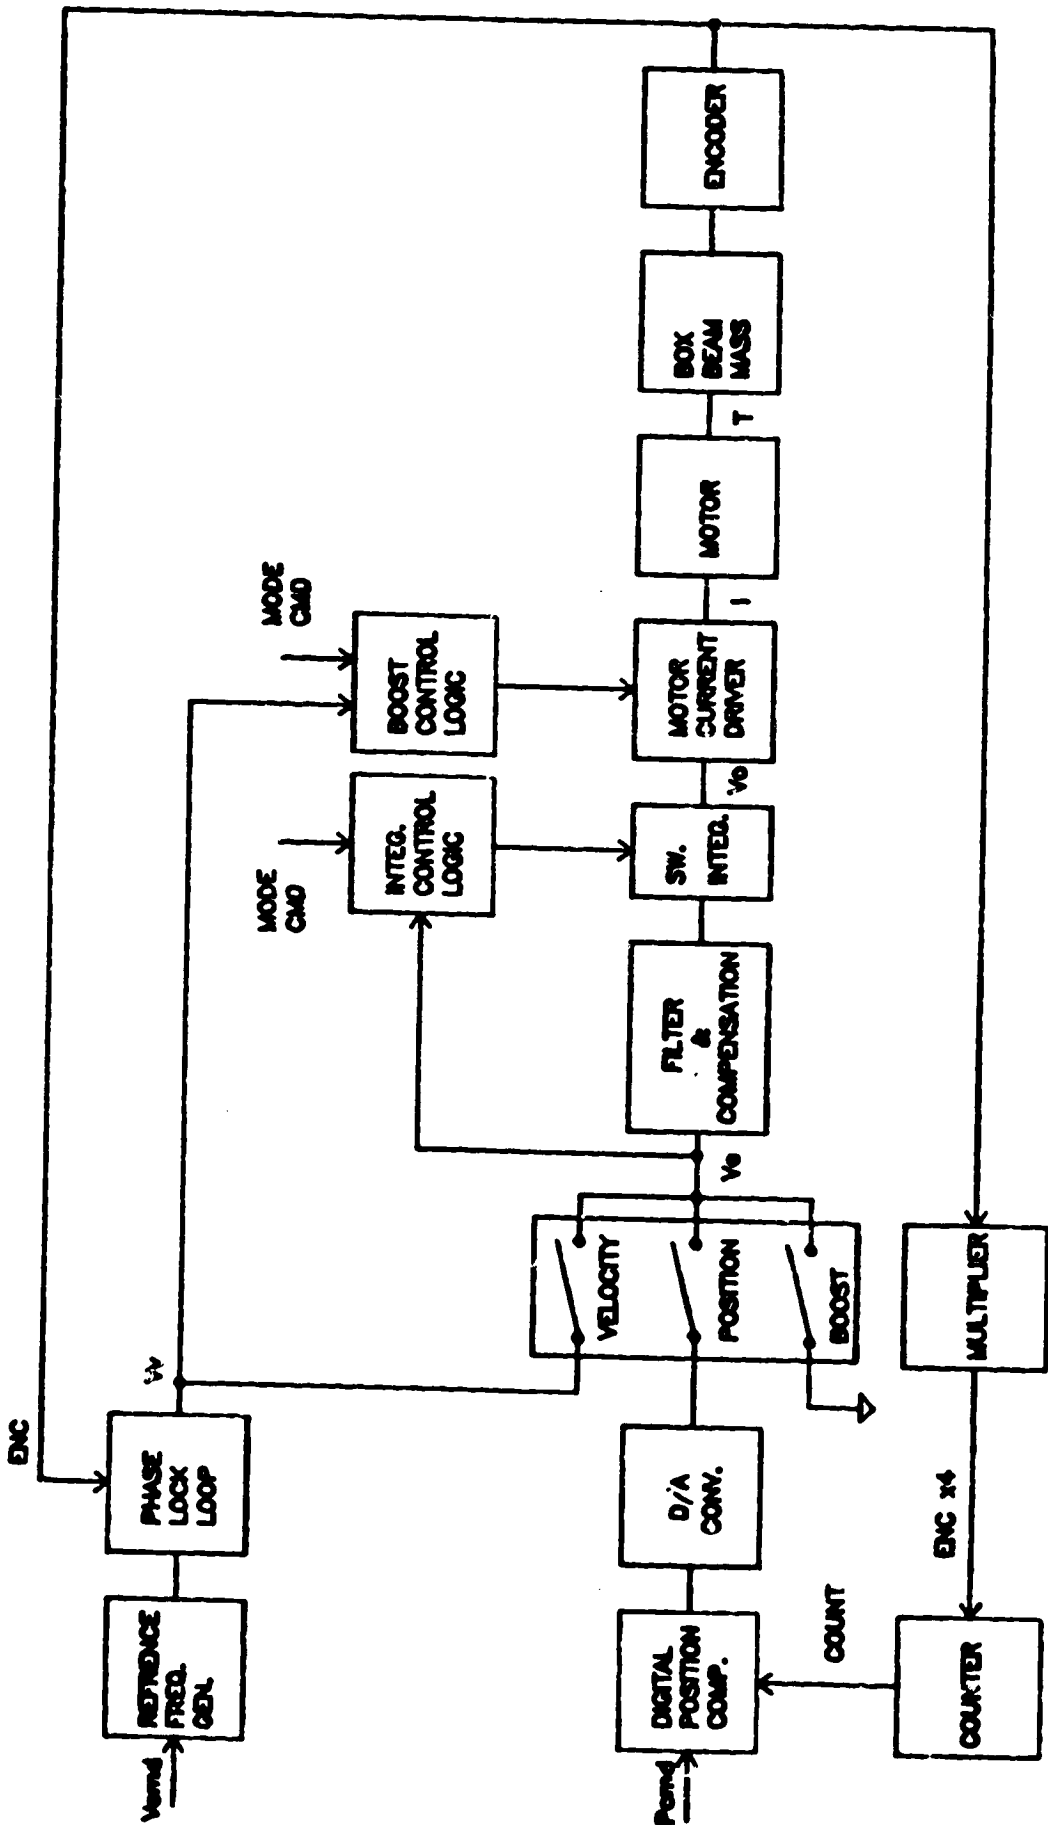 ENC
Vcmd
REFRENCE
FREQ.
GEN.
PHASE
LOCK
LOOP
MODE
CMD
MODE
CMD
INTEG.
CONTROL
LOGIC
BOOST
CONTROL
LOGIC
Pcmd
DIGITAL
POSITION
COMP.
D/A
CONV.
VELOCITY
POSITION
BOOST
Ve
FILTER
&
COMPENSATION
SW.
INTEG.
Vo
MOTOR
CURRENT
DRIVER
I
MOTOR
T
BOX
BEAM
MASS
ENCODER
COUNT
COUNTER
ENC x4
MULTIPLIER